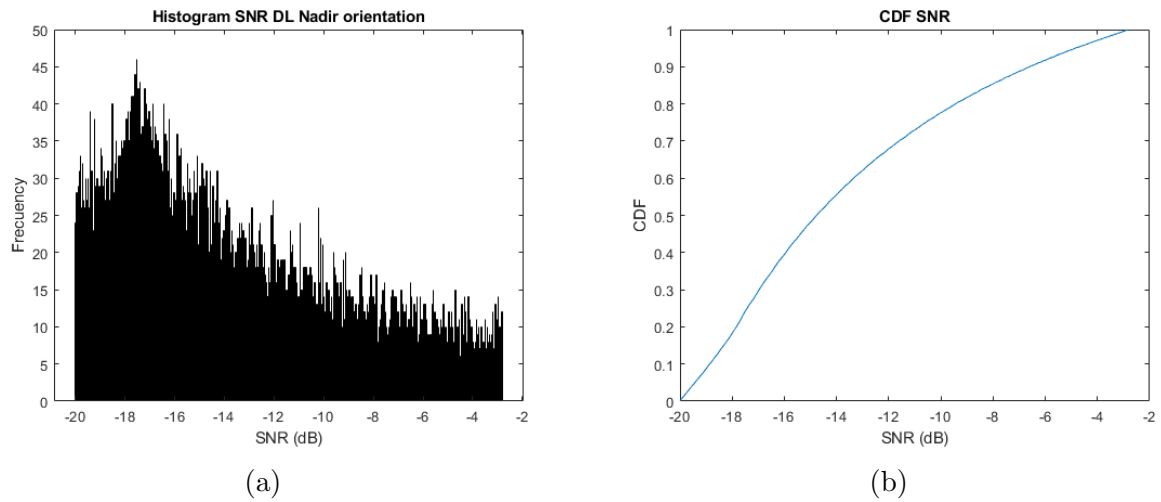 Histogram SNR DL Nadir orientation
50
45
40
35
30
25
20
15
10
5
0
Frecuency
-20 -18 -16 -14 -12 -10 -8 -6 -4 -2
SNR (dB)
(a)
CDF SNR
1
0.9
0.8
0.7
0.6
0.5
0.4
0.3
0.2
0.1
0
CDF
-20 -18 -16 -14 -12 -10 -8 -6 -4 -2
SNR (dB)
(b)